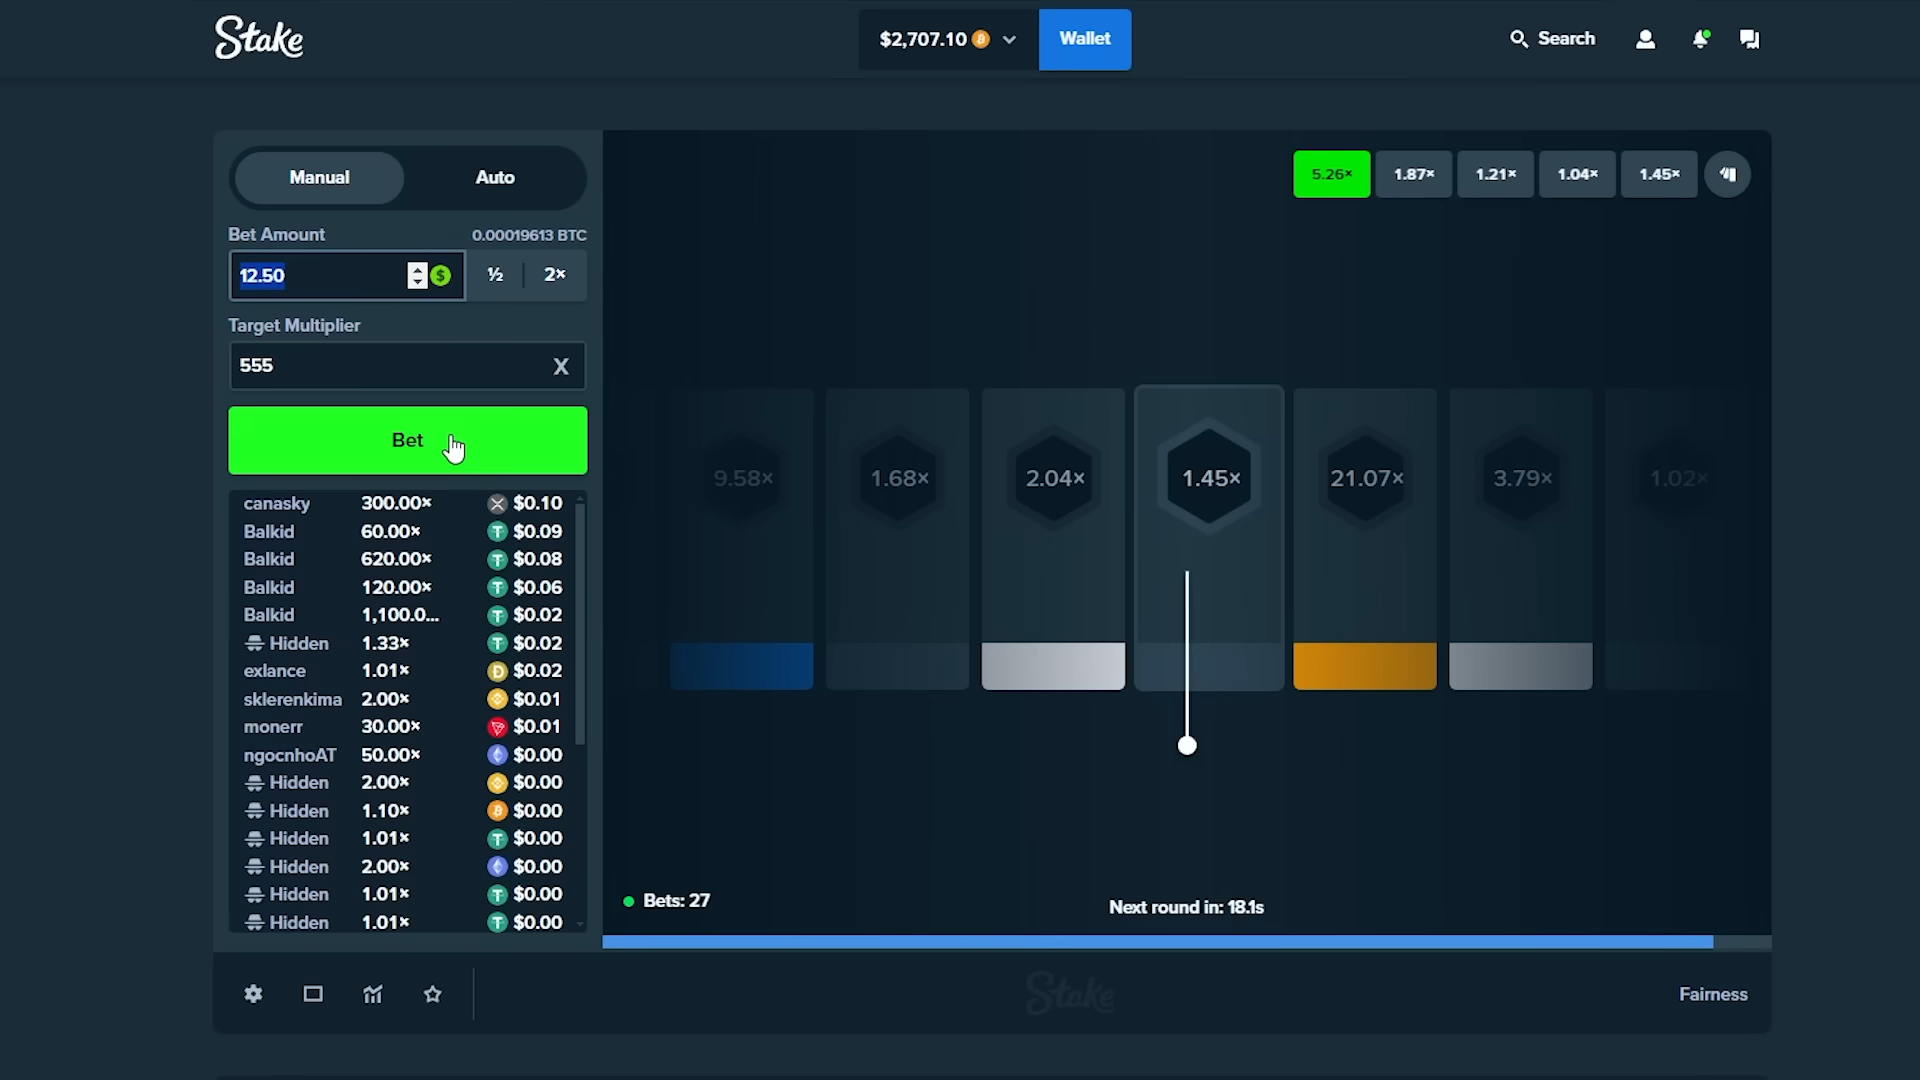 Stake
$2,707.10
Wallet
Search
Manual
Auto
Bet Amount
0.00019613 BTC
12.50
½
2×
Target Multiplier
555
X
Bet
canasky 300.00× $0.10
Balkid 60.00× $0.09
Balkid 620.00× $0.08
Balkid 120.00× $0.06
Balkid 1,100.0... $0.02
Hidden 1.33× $0.02
exlance 1.01× $0.02
sklerenkima 2.00× $0.01
monerr 30.00× $0.01
ngocnhoAT 50.00× $0.00
Hidden 2.00× $0.00
Hidden 1.10× $0.00
Hidden 1.01× $0.00
Hidden 2.00× $0.00
Hidden 1.01× $0.00
Hidden 1.01× $0.00
5.26× 1.87× 1.21× 1.04× 1.45×
9.58× 1.68× 2.04× 1.45× 21.07× 3.79× 1.02×
Bets: 27
Next round in: 18.1s
Stake
Fairness